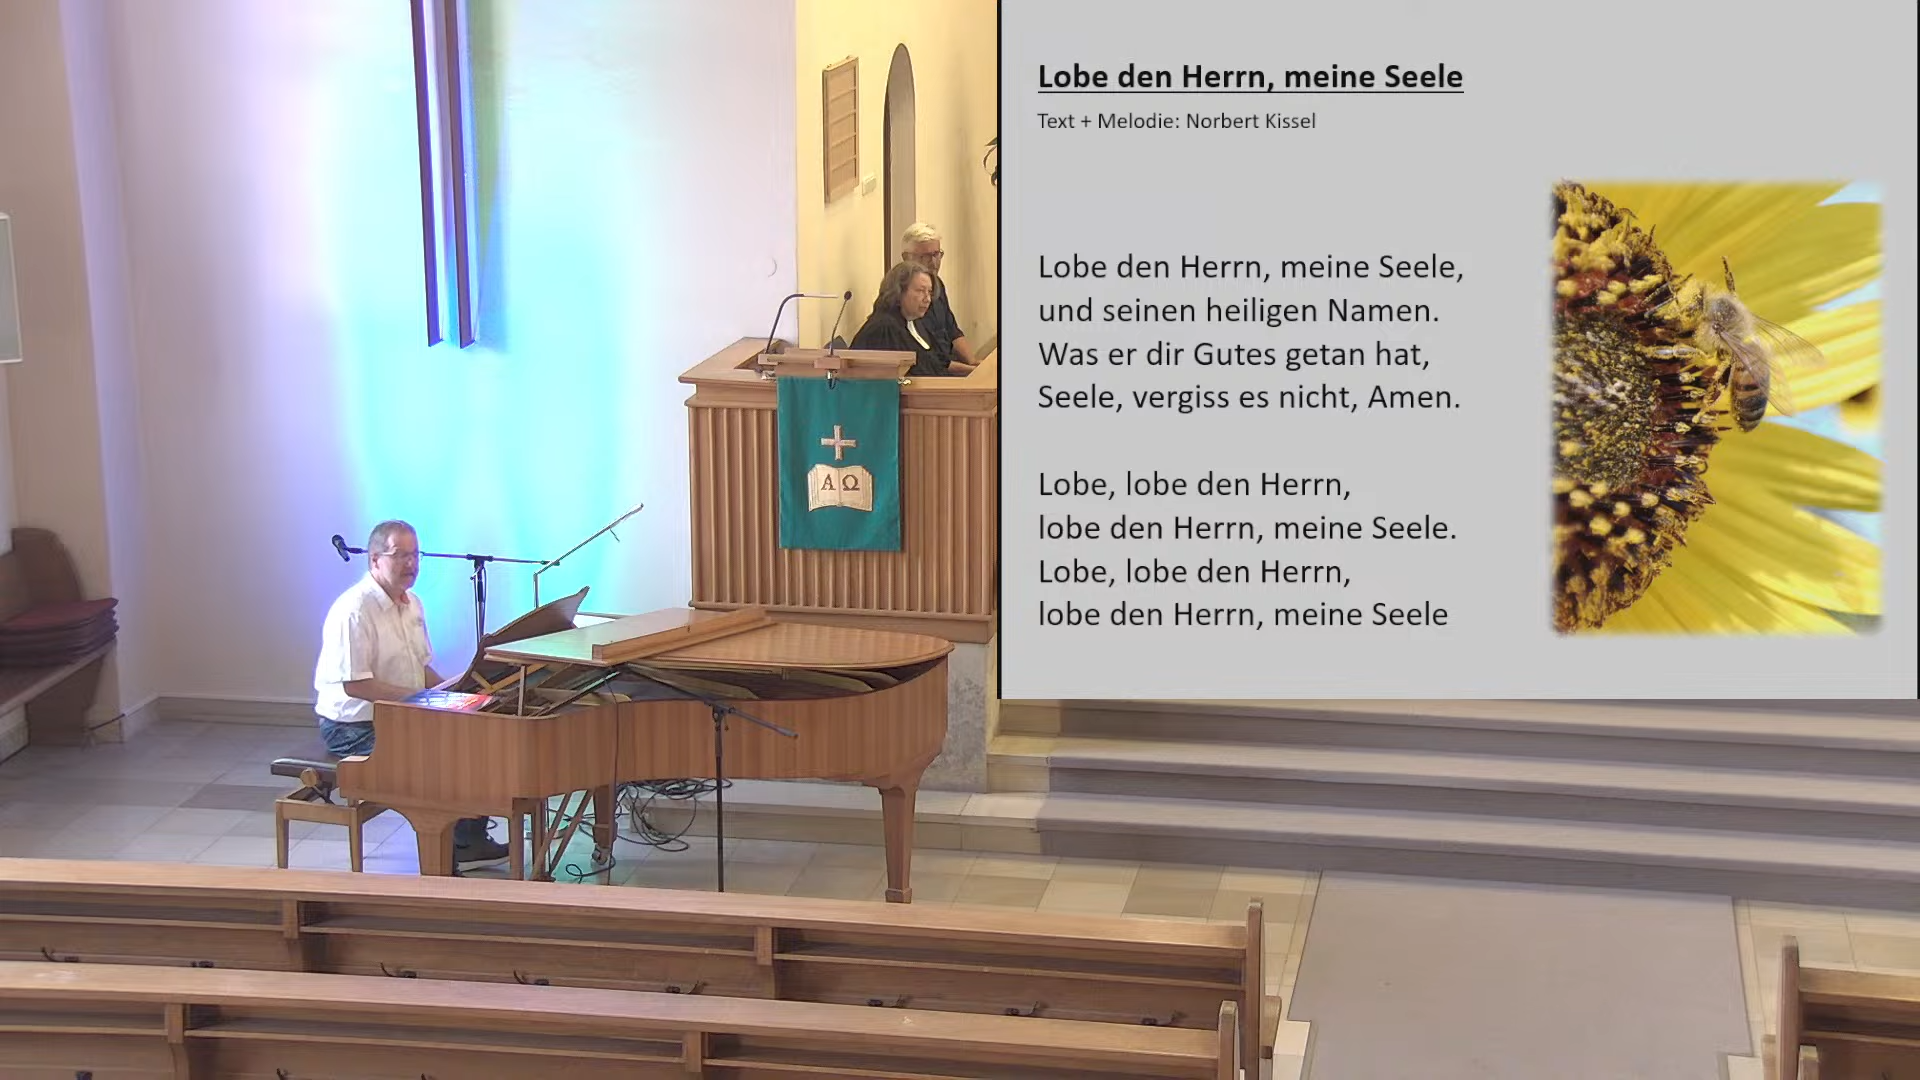 Lobe den Herrn, meine Seele
Text + Melodie: Norbert Kissel
Lobe den Herrn, meine Seele,
und seinen heiligen Namen.
Was er dir Gutes getan hat,
Seele, vergiss es nicht, Amen.
Lobe, lobe den Herrn,
lobe den Herrn, meine Seele.
Lobe, lobe den Herrn,
lobe den Herrn, meine Seele
Α Ω